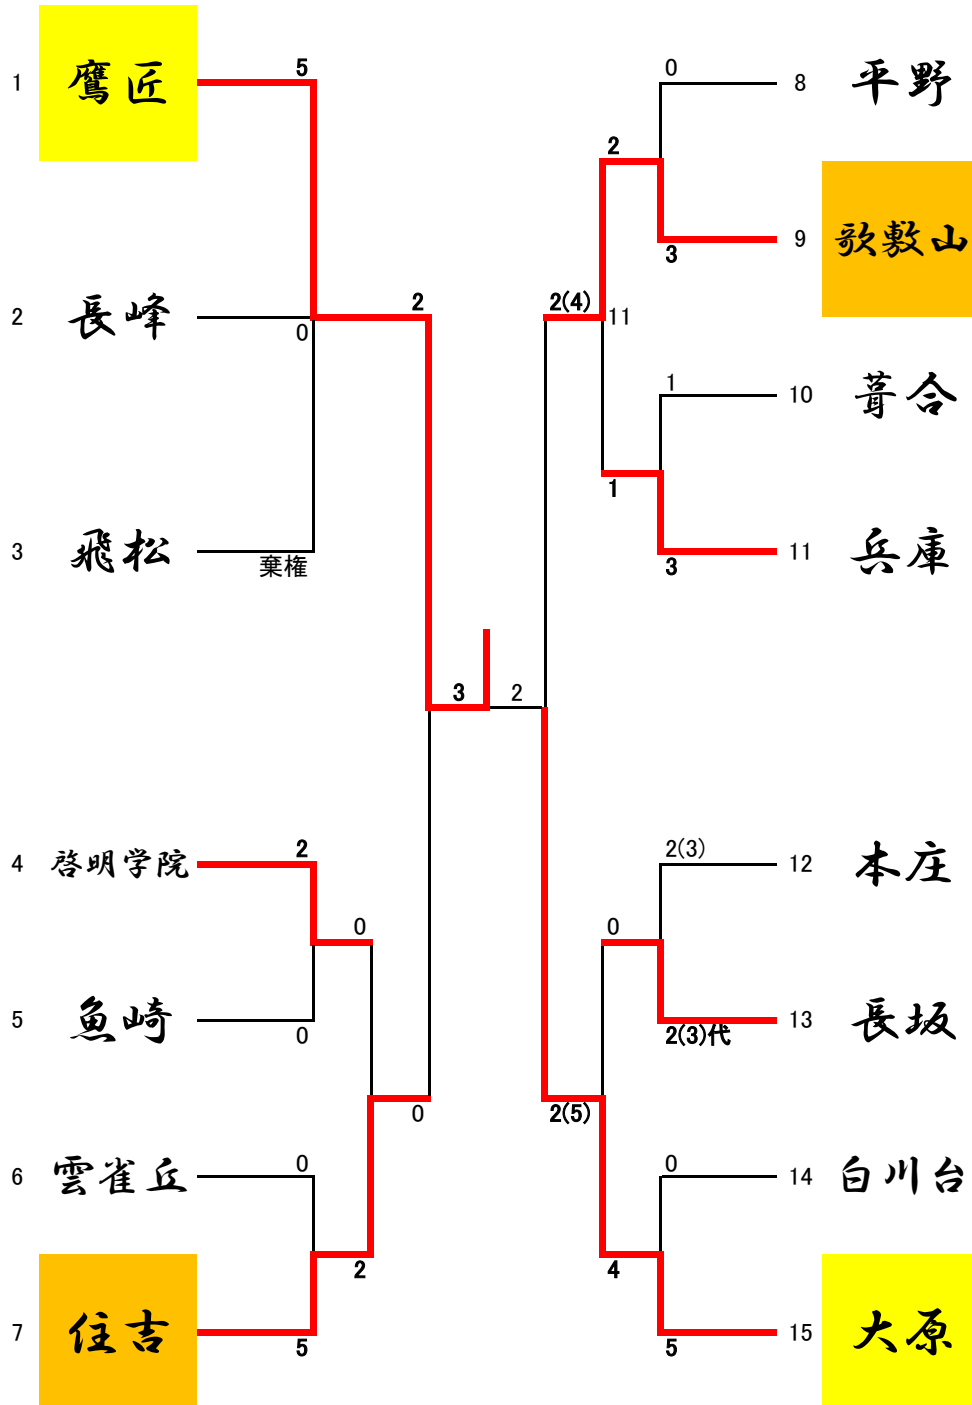 1 鷹匠 5
2 長峰 0
2
3 飛松 棄権
3
4 啓明学院 2
0
5 魚崎 0
0
6 雲雀丘 0
2
7 住吉 5
0 8 平野
2
3 9 歌敷山
2(4) 11
1 10 葺合
1
3 11 兵庫
2
2(3) 12 本庄
0
2(3)代 13 長坂
2(5)
0 14 白川台
4
5 15 大原